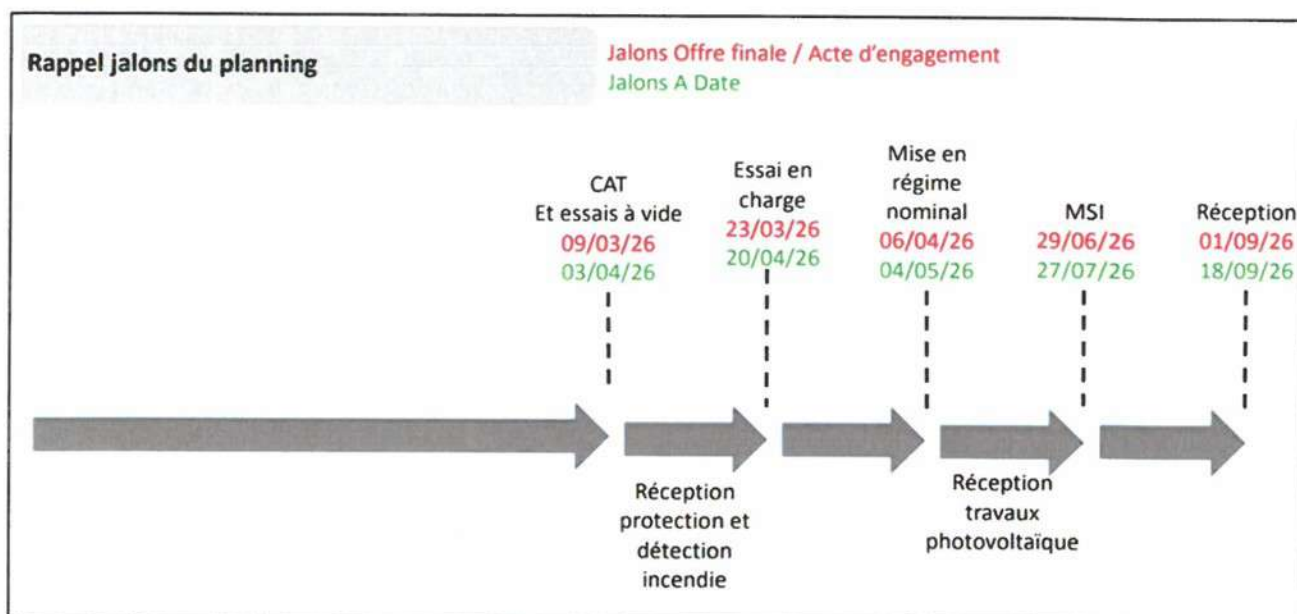 Rappel jalons du planning
Jalons Offre finale / Acte d'engagement
Jalons A Date
CAT
Et essais à vide
09/03/26
03/04/26
Essai en
charge
23/03/26
20/04/26
Mise en
régime
nominal
06/04/26
04/05/26
MSI
29/06/26
27/07/26
Réception
01/09/26
18/09/26
Réception
protection et
détection
incendie
Réception
travaux
photovoltaïque